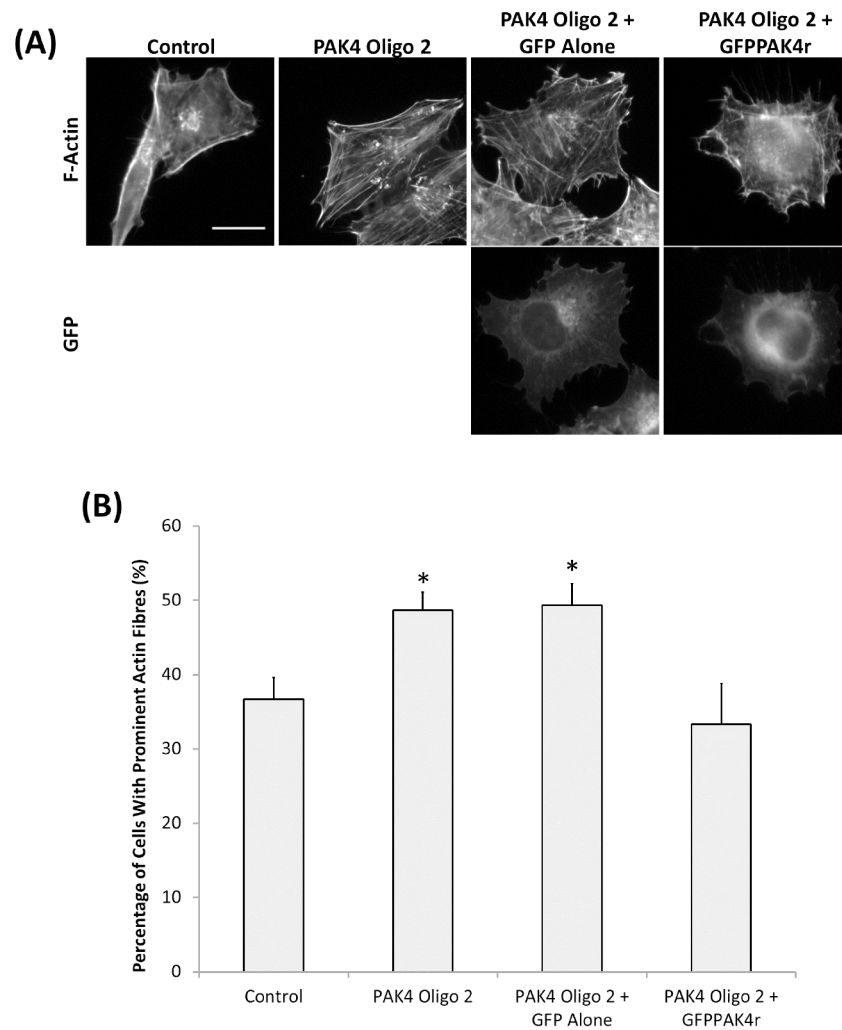 (A)
Control
PAK4 Oligo 2
PAK4 Oligo 2 +
GFP Alone
PAK4 Oligo 2 +
GFPPAK4r
F-Actin
GFP
(B)
Percentage of Cells With Prominent Actin Fibres (%)
60
50
40
30
20
10
0
*
*
Control
PAK4 Oligo 2
PAK4 Oligo 2 +
GFP Alone
PAK4 Oligo 2 +
GFPPAK4r